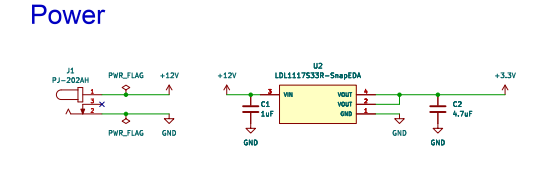 Power
J1
PJ-202AH
PWR_FLAG
+12V
1
3
2
PWR_FLAG
GND
+12V
C1
1uF
GND
U2
LDL1117S33R-SnapEDA
3
VIN
VOUT
4
VOUT
2
GND
1
GND
+3.3V
C2
4.7uF
GND